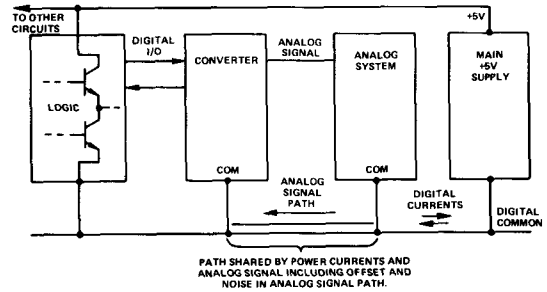 TO OTHER
CIRCUITS
+5V
DIGITAL
I/O
ANALOG
SIGNAL
CONVERTER
ANALOG
SYSTEM
MAIN
+5V
SUPPLY
LOGIC
COM
COM
ANALOG
SIGNAL
PATH
DIGITAL
CURRENTS
DIGITAL
COMMON
PATH SHARED BY POWER CURRENTS AND
ANALOG SIGNAL INCLUDING OFFSET AND
NOISE IN ANALOG SIGNAL PATH.